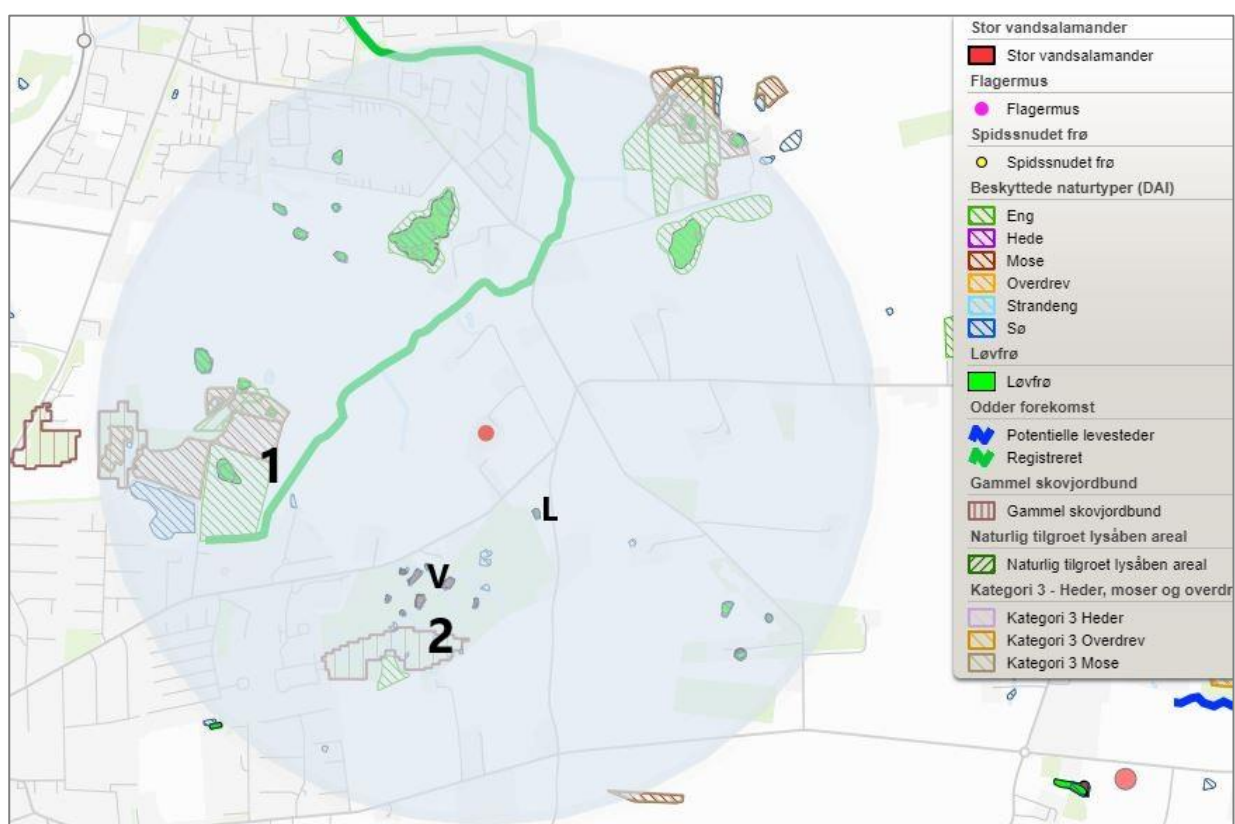 Stor vandsalamander
Stor vandsalamander
Flagermus
Flagermus
Spidssnudet frø
Spidssnudet frø
Beskyttede naturtyper (DAI)
Eng
Hede
Mose
Overdrev
Strandeng
Sø
Løvfrø
Løvfrø
Odder forekomst
Potentielle levesteder
Registreret
Gammel skovjordbund
Gammel skovjordbund
Naturlig tilgroet lysåben areal
Naturlig tilgroet lysåben areal
Kategori 3 - Heder, moser og overdr
Kategori 3 Heder
Kategori 3 Overdrev
Kategori 3 Mose
1
L
V
2